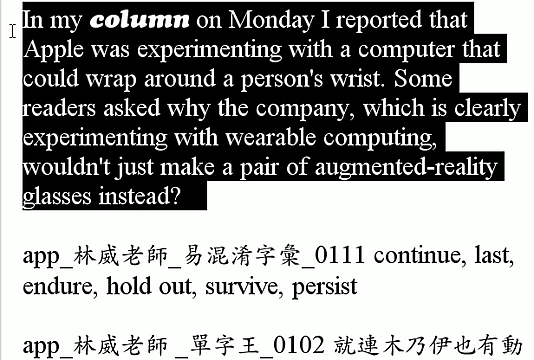 In my column on Monday I reported that
Apple was experimenting with a computer that
could wrap around a person's wrist. Some
readers asked why the company, which is clearly
experimenting with wearable computing,
wouldn't just make a pair of augmented-reality
glasses instead?
app_林威老師_易混淆字彙_0111 continue, last,
endure, hold out, survive, persist
app_林威老師 _單字王_0102 就連木乃伊也有動